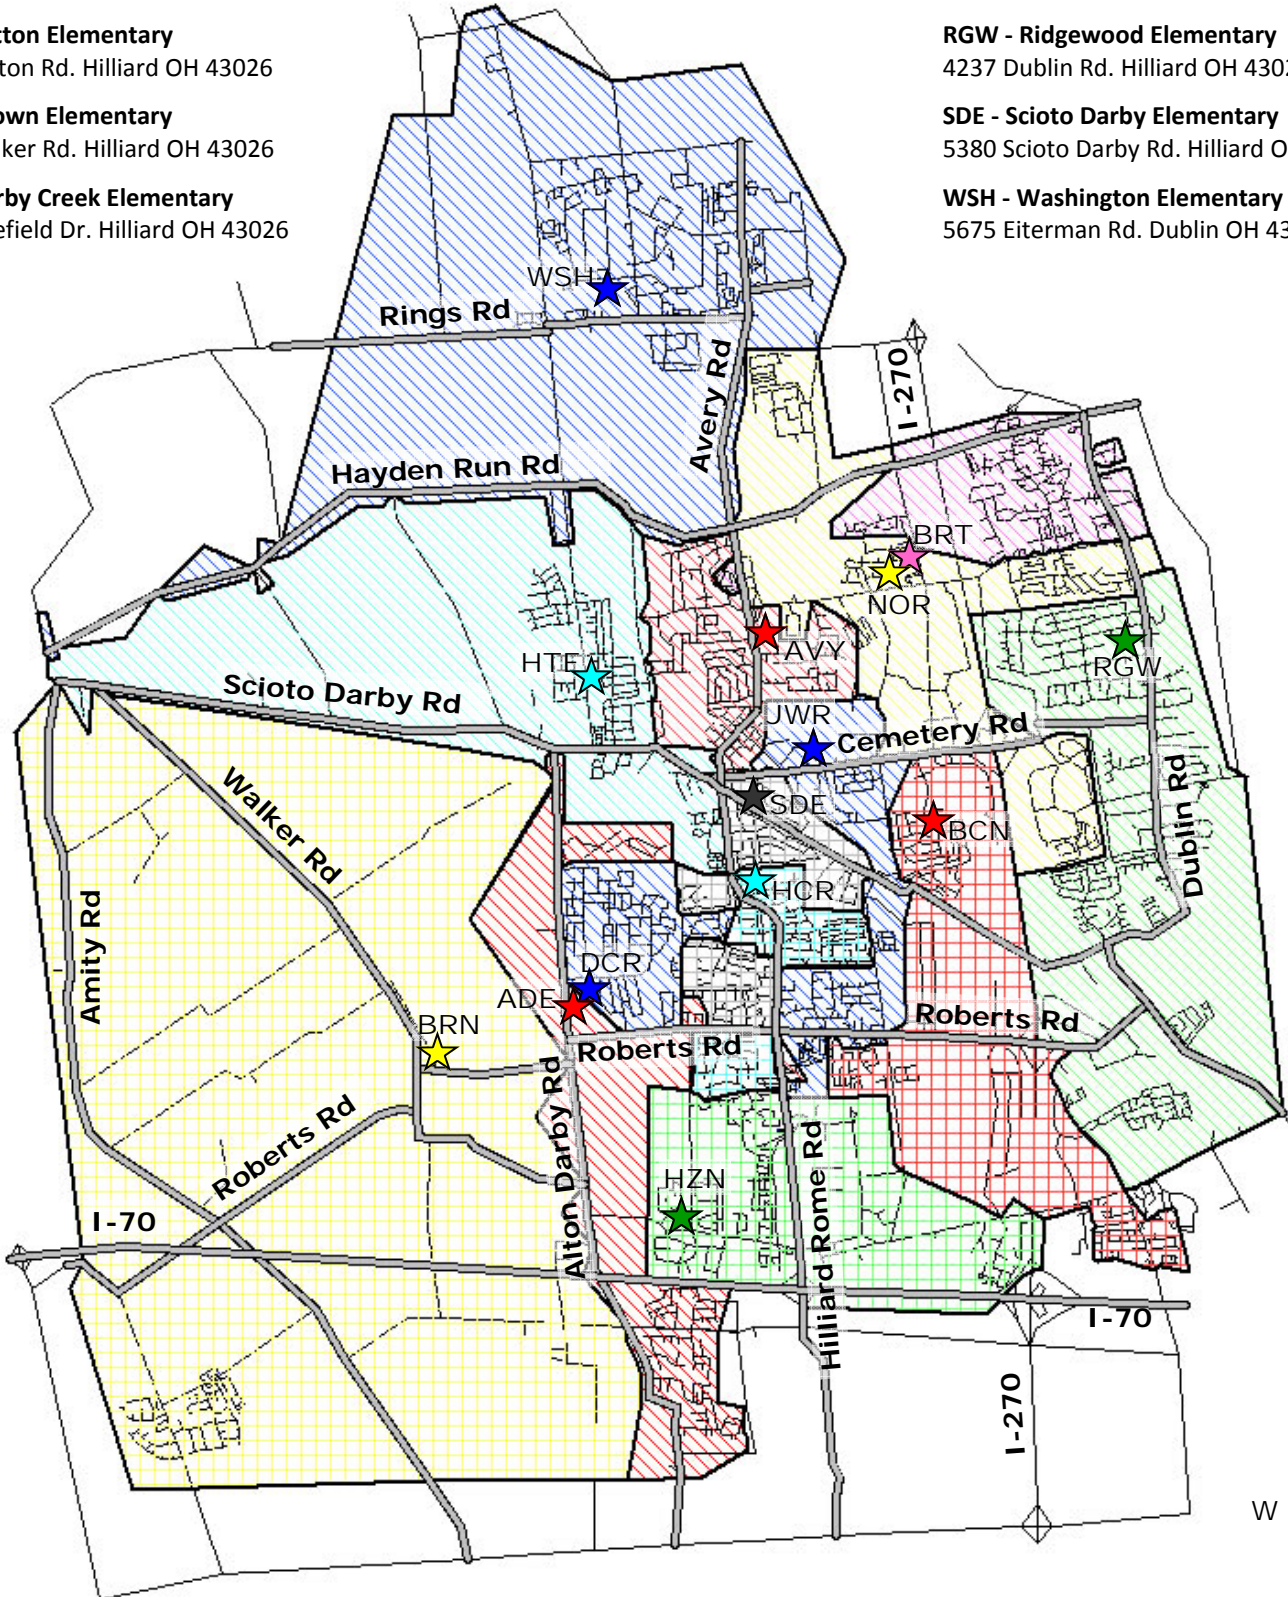 tton Elementary
ton Rd. Hilliard OH 43026
own Elementary
ker Rd. Hilliard OH 43026
rby Creek Elementary
efield Dr. Hilliard OH 43026
RGW - Ridgewood Elementary
4237 Dublin Rd. Hilliard OH 4302
SDE - Scioto Darby Elementary
5380 Scioto Darby Rd. Hilliard O
WSH - Washington Elementary
5675 Eiterman Rd. Dublin OH 43
WSH
Rings Rd
Avery Rd
I-270
Hayden Run Rd
BRT
NOR
AVY
RGW
HTE
Scioto Darby Rd
JWR
Cemetery Rd
SDE
BCN
Walker Rd
Dublin Rd
HCR
Amity Rd
DCR
ADE
BRN
Roberts Rd
Roberts Rd
Roberts Rd
Alton Darby Rd
HZN
Hilliard Rome Rd
I-70
I-70
I-270
W